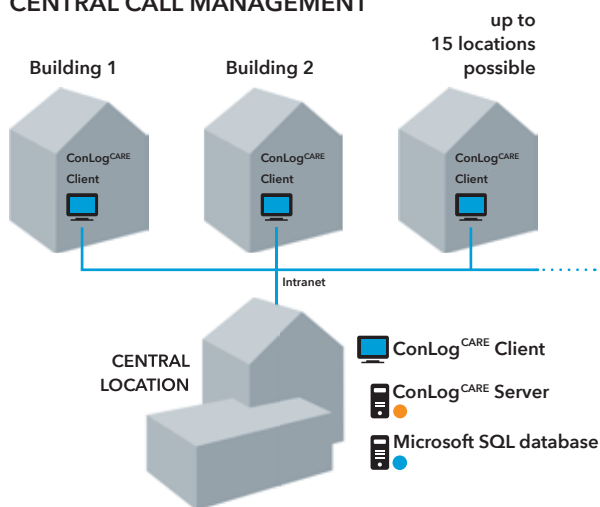 CENTRAL CALL MANAGEMENT
up to
15 locations
possible
Building 1
Building 2
ConLogCARE
Client
ConLogCARE
Client
ConLogCARE
Client
Intranet
CENTRAL
LOCATION
ConLogCARE Client
ConLogCARE Server
Microsoft SQL database